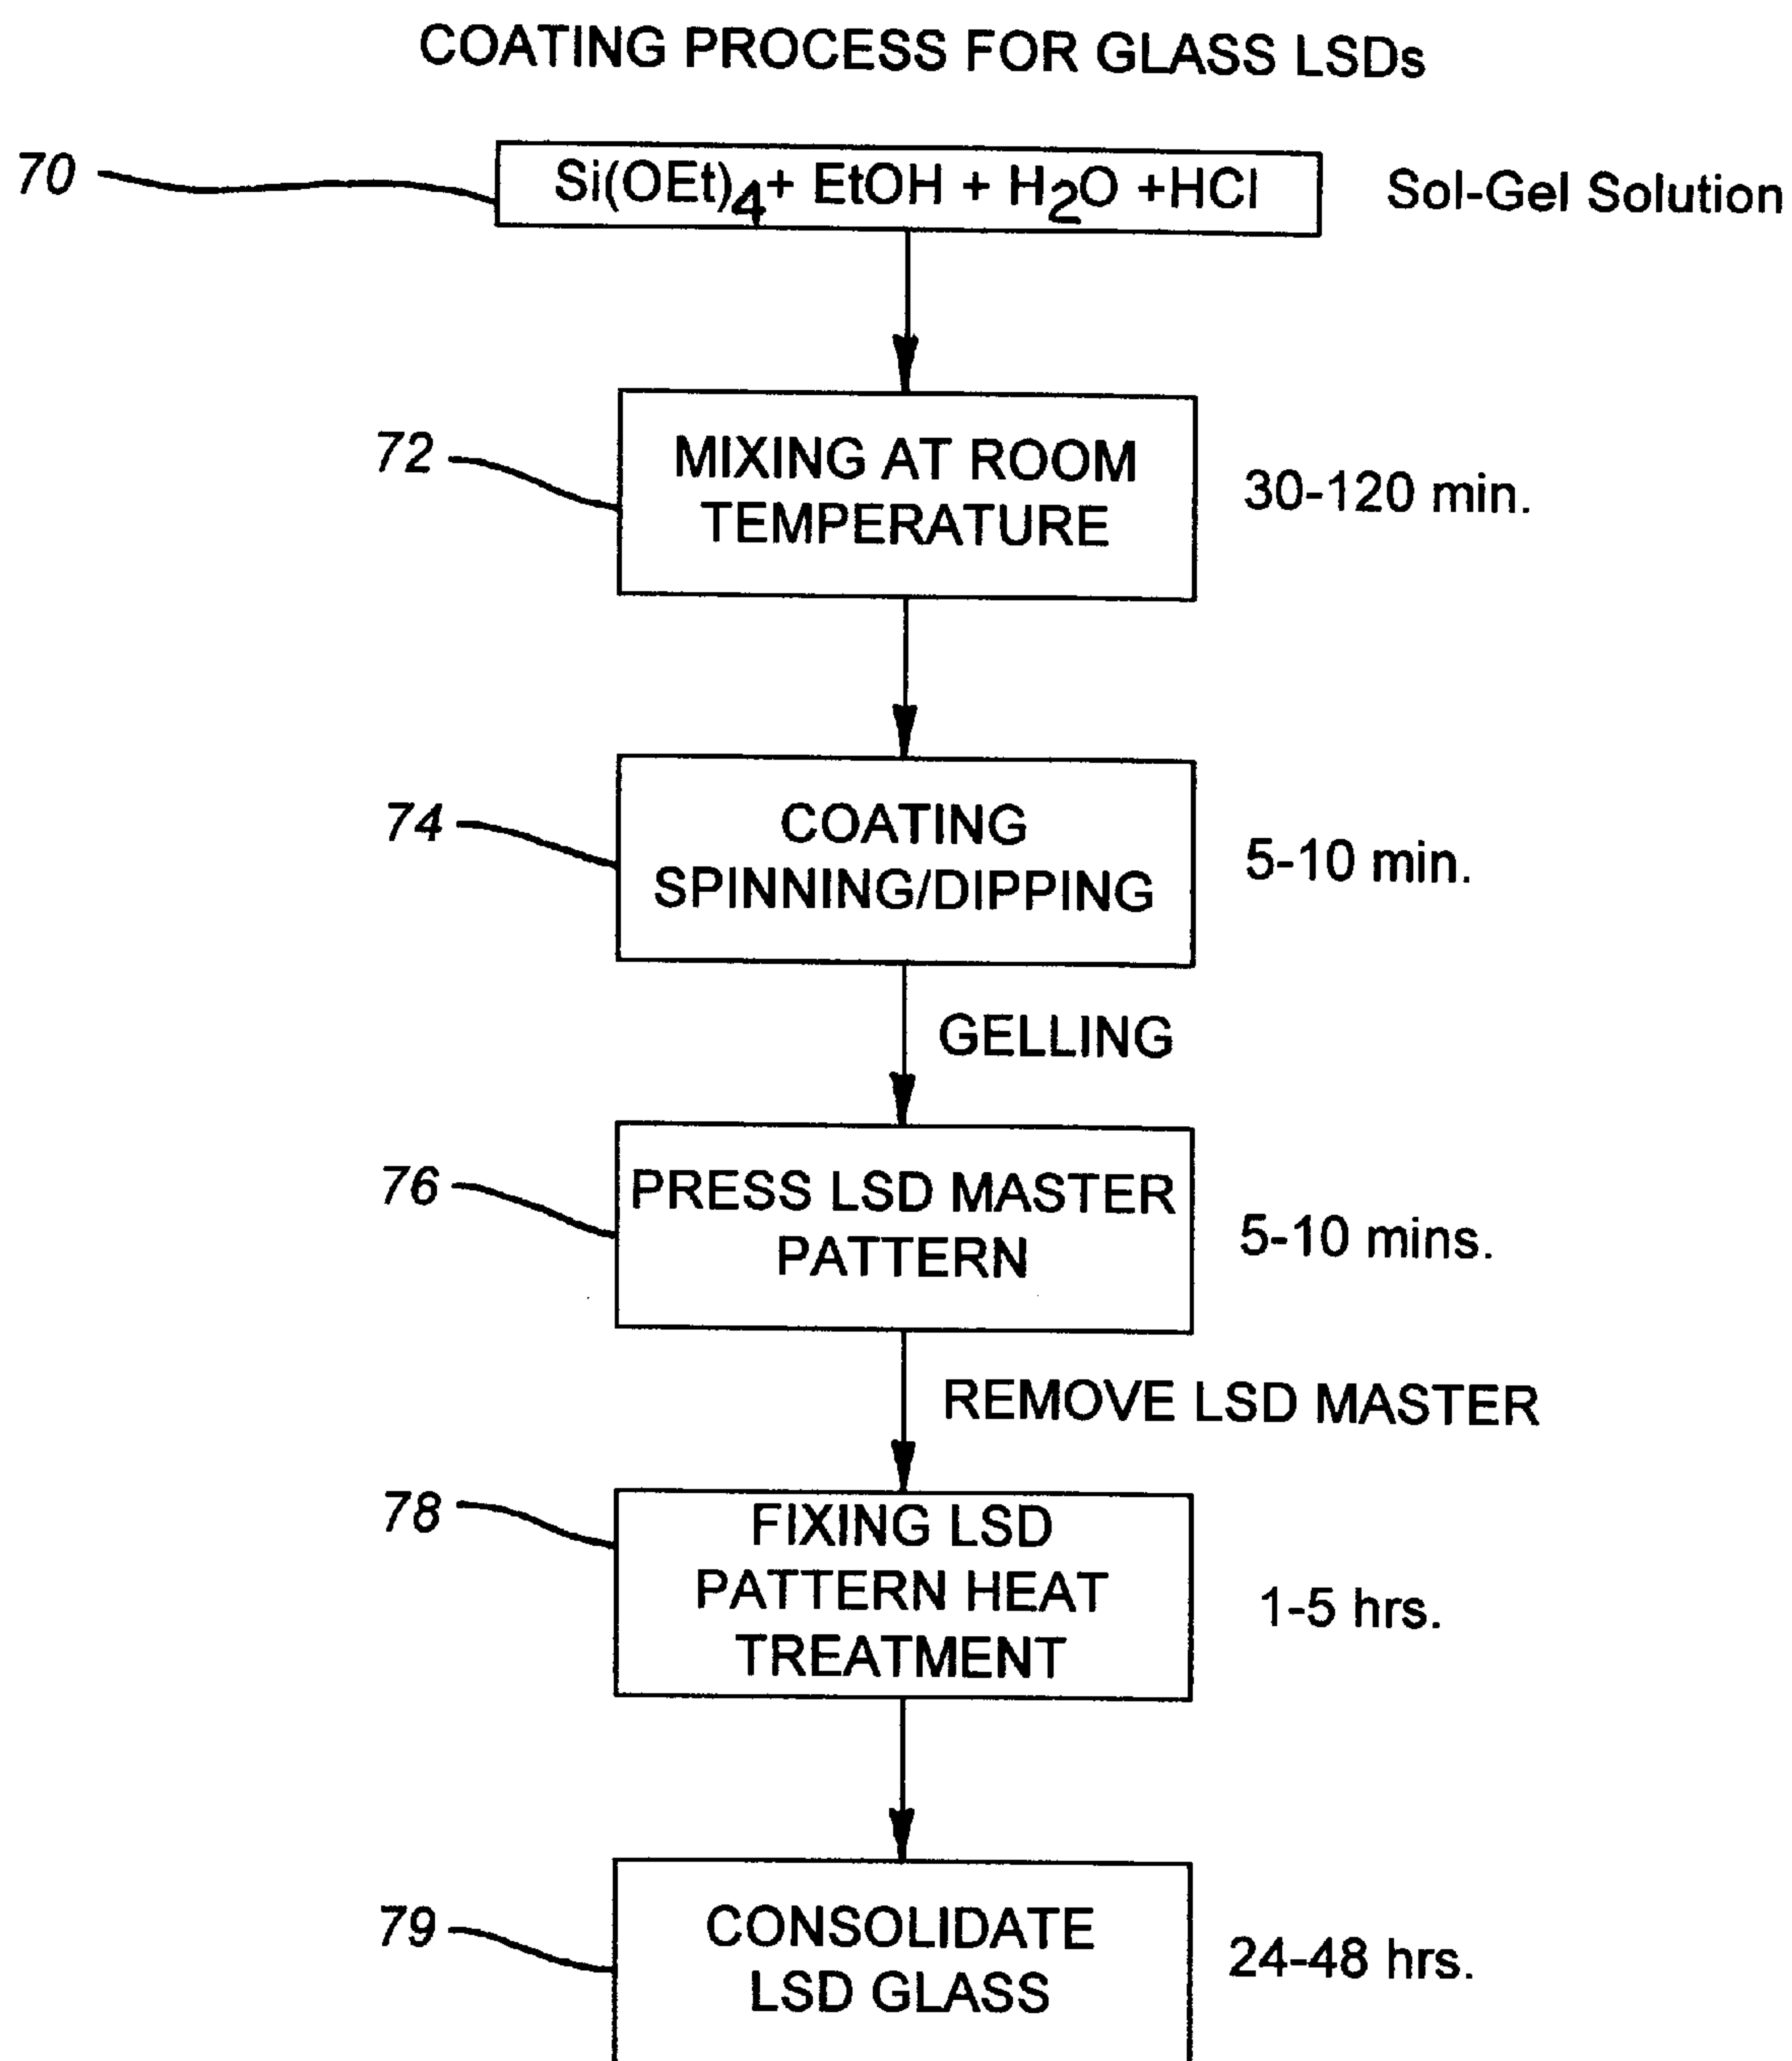 COATING PROCESS FOR GLASS LSDs
70
Si(OEt)4+ EtOH + H2O +HCl
Sol-Gel Solution
72
MIXING AT ROOM
TEMPERATURE
30-120 min.
74
COATING
SPINNING/DIPPING
5-10 min.
GELLING
76
PRESS LSD MASTER
PATTERN
5-10 mins.
REMOVE LSD MASTER
78
FIXING LSD
PATTERN HEAT
TREATMENT
1-5 hrs.
79
CONSOLIDATE
LSD GLASS
24-48 hrs.